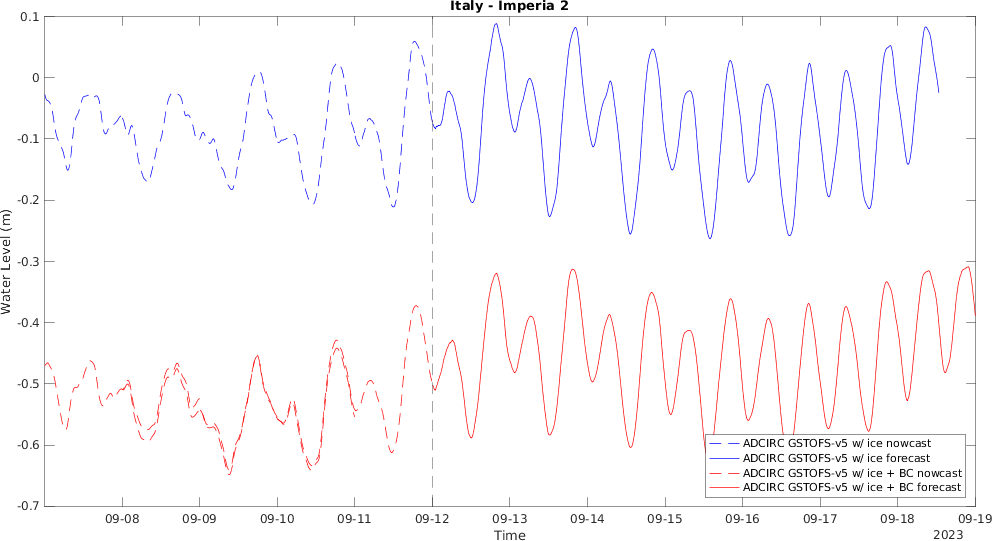 Italy - Imperia 2
0.1
0
-0.1
-0.2
-0.3
-0.4
-0.5
-0.6
-0.7
Water Level (m)
ADCIRC GSTOFS-v5 w/ ice nowcast
ADCIRC GSTOFS-v5 w/ ice forecast
ADCIRC GSTOFS-v5 w/ ice + BC nowcast
ADCIRC GSTOFS-v5 w/ ice + BC forecast
09-08 09-09 09-10 09-11 09-12 09-13 09-14 09-15 09-16 09-17 09-18 09-19
Time
2023